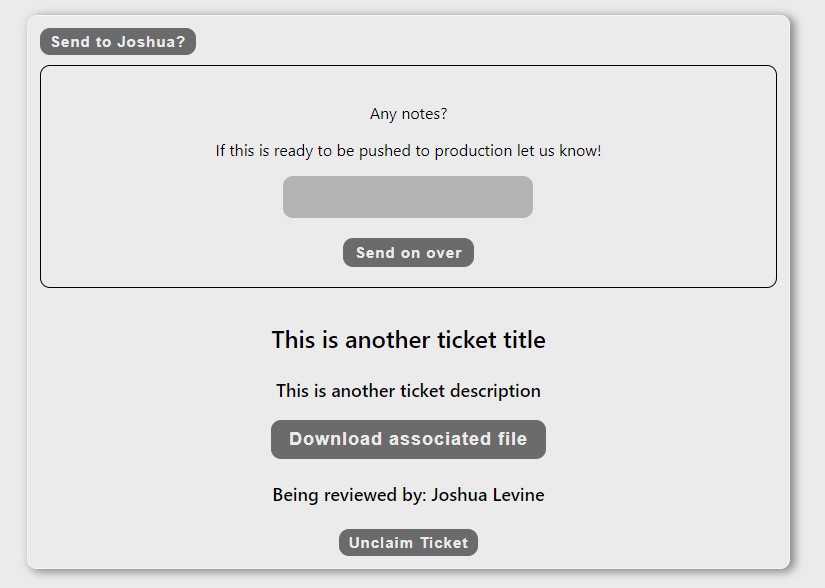 Send to Joshua?
Any notes?
If this is ready to be pushed to production let us know!
Send on over
This is another ticket title
This is another ticket description
Download associated file
Being reviewed by: Joshua Levine
Unclaim Ticket